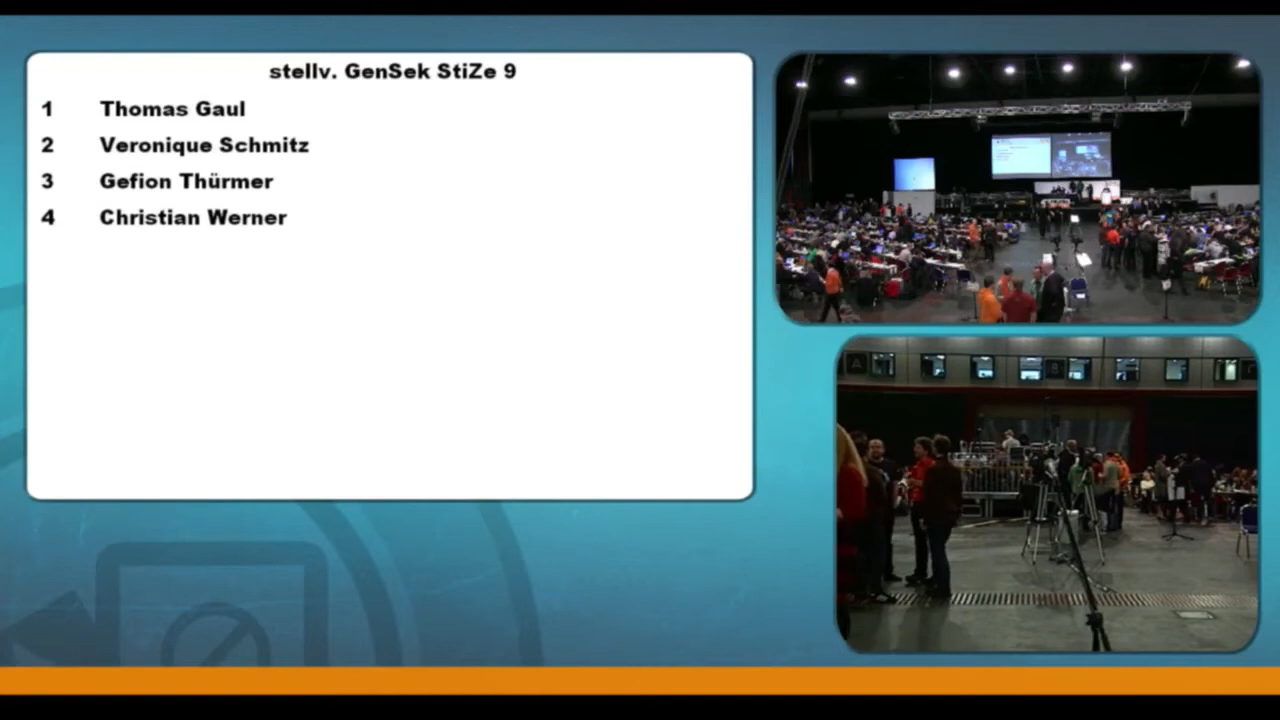 stellv. GenSek StiZe 9
1 Thomas Gaul
2 Veronique Schmitz
3 Gefion Thürmer
4 Christian Werner